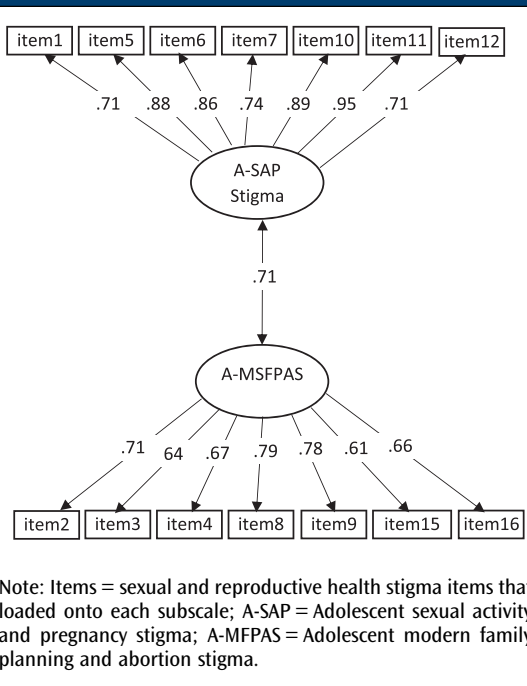 item1 item5 item6 item7 item10 item11 item12
.71 .88 .86 .74 .89 .95 .71
A-SAP
Stigma
.71
A-MSFPAS
.71 64 .67 .79 .78 .61 .66
item2 item3 item4 item8 item9 item15 item16
Note: Items = sexual and reproductive health stigma items that
loaded onto each subscale; A-SAP = Adolescent sexual activity
and pregnancy stigma; A-MFPAS = Adolescent modern family
planning and abortion stigma.